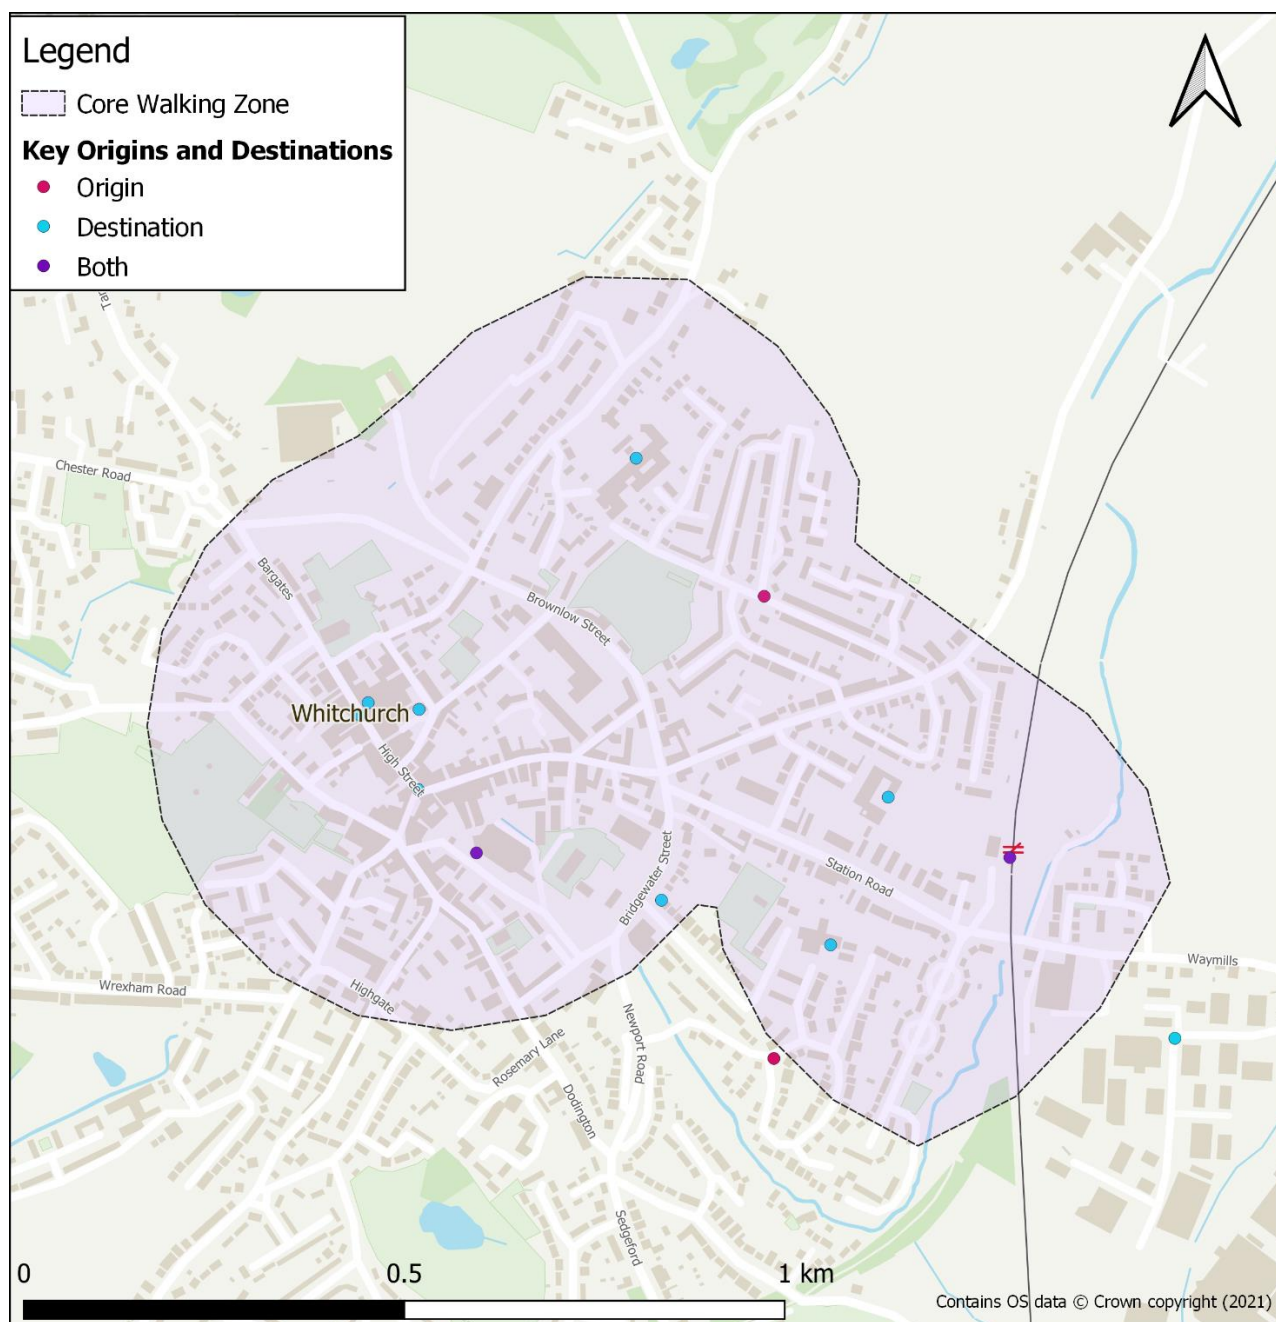 Legend
Core Walking Zone
Key Origins and Destinations
Origin
Destination
Both
Tar
Chester Road
Bargates
Brownlow Street
Whitchurch
High Street
Station Road
Bridgewater Street
Waymills
Wrexham Road
Highgate
Rosemary Lane
Newport Road
Dodington
Sedgeford
0
0.5
1 km
Contains OS data © Crown copyright (2021)